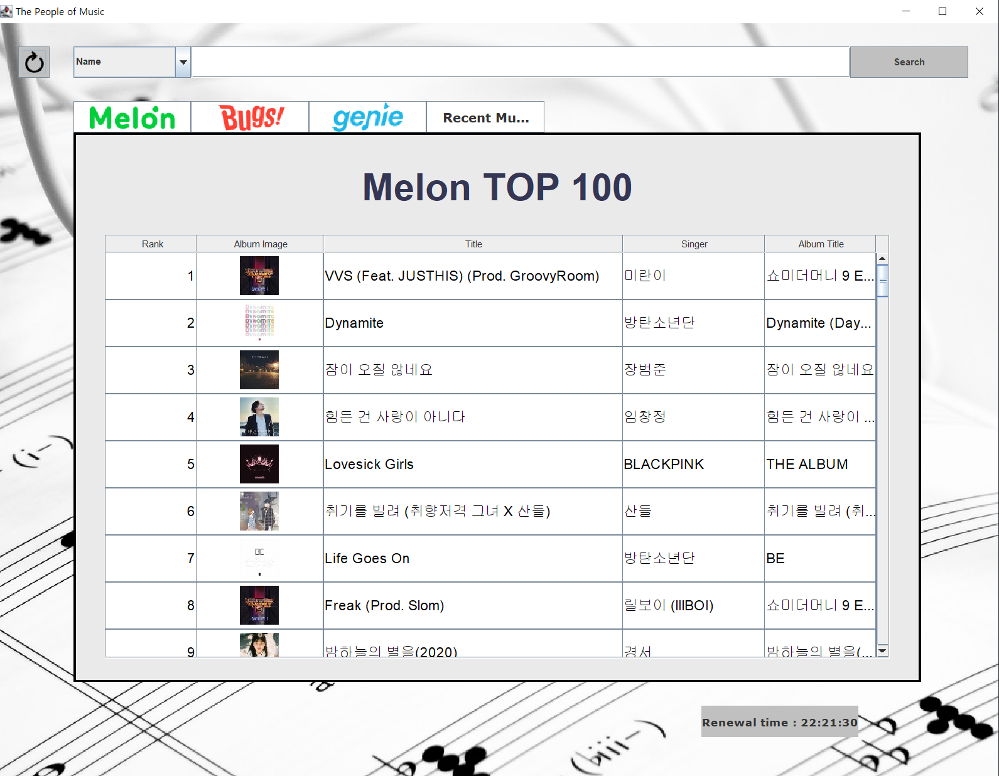 The People of Music
Name
Search
Melon
Bugs!
genie
Recent Mu...
Melon TOP 100
Rank Album Image Title Singer Album Title
1 VVS (Feat. JUSTHIS) (Prod. GroovyRoom) 미란이 쇼미더머니 9 E...
2 Dynamite 방탄소년단 Dynamite (Day...
3 잠이 오질 않네요 장범준 잠이 오질 않네요
4 힘든 건 사랑이 아니다 임창정 힘든 건 사랑이 ...
5 Lovesick Girls BLACKPINK THE ALBUM
6 취기를 빌려 (취향저격 그녀 X 산들) 산들 취기를 빌려 (취...
BE
7 Life Goes On 방탄소년단 BE
8 Freak (Prod. Slom) 릴보이 (lIlBOI) 쇼미더머니 9 E...
9 밤하늘의 별을(2020) 경서 밤하늘의 별을(...
Renewal time : 22:21:30
(i–)
(biii–)